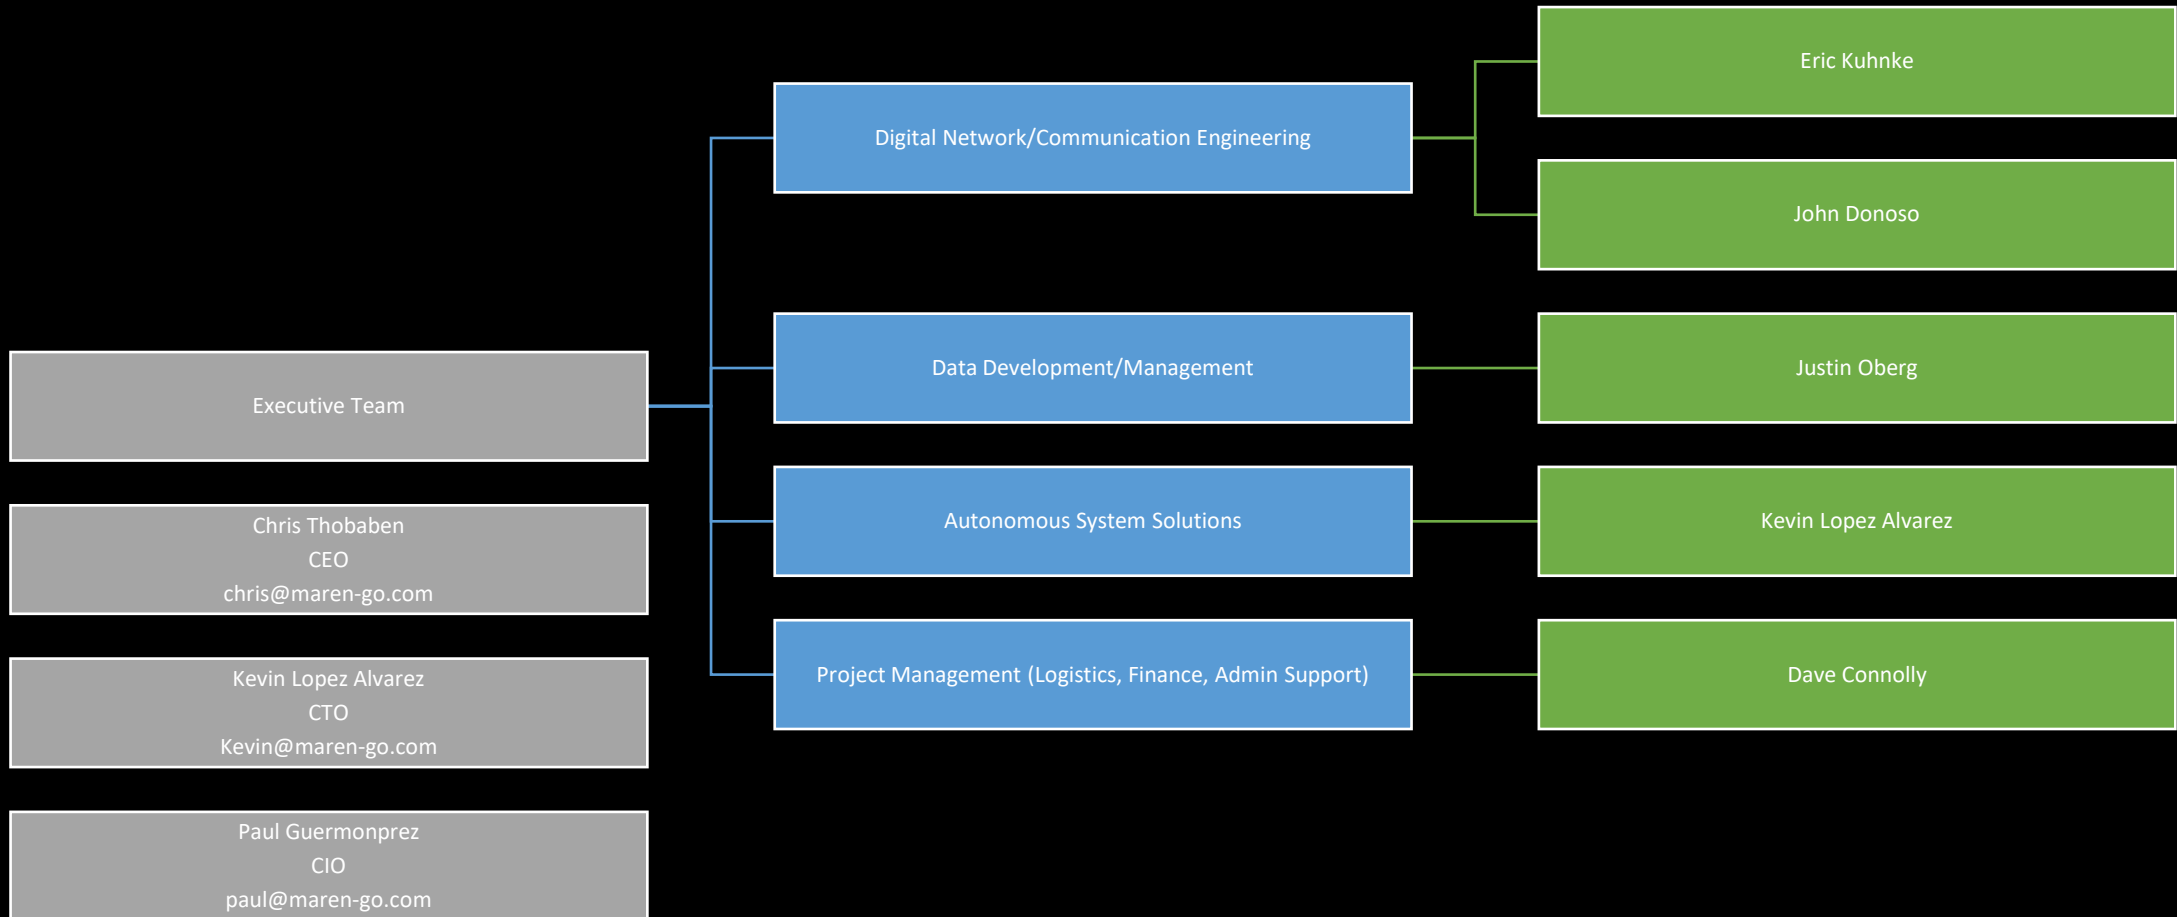 Executive Team
Chris Thobaben
CEO
chris@maren-go.com
Kevin Lopez Alvarez
CTO
Kevin@maren-go.com
Paul Guermonprez
CIO
paul@maren-go.com
Digital Network/Communication Engineering
Eric Kuhnke
John Donoso
Data Development/Management
Justin Oberg
Autonomous System Solutions
Kevin Lopez Alvarez
Project Management (Logistics, Finance, Admin Support)
Dave Connolly